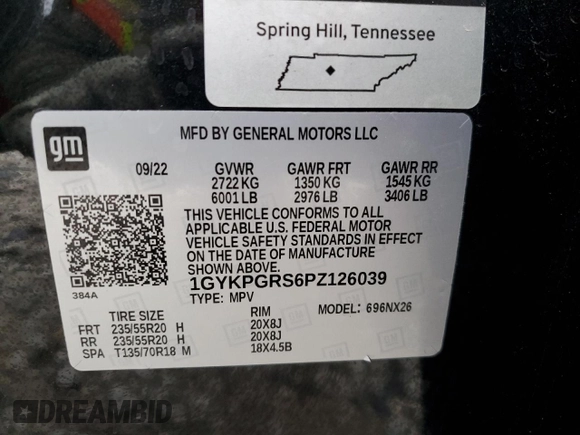 Spring Hill, Tennessee
gm
MFD BY GENERAL MOTORS LLC
09/22 GVWR GAWR FRT GAWR RR
2722 KG 1350 KG 1545 KG
6001 LB 2976 LB 3406 LB
THIS VEHICLE CONFORMS TO ALL
APPLICABLE U.S. FEDERAL MOTOR
VEHICLE SAFETY STANDARDS IN EFFECT
ON THE DATE OF MANUFACTURE
SHOWN ABOVE.
384A
1GYKPGRS6PZ126039
TYPE: MPV MODEL: 696NX26
TIRE SIZE RIM
FRT 235/55R20 H 20X8J
RR 235/55R20 H 20X8J
SPA T135/70R18 M 18X4.5B
DREAMBID